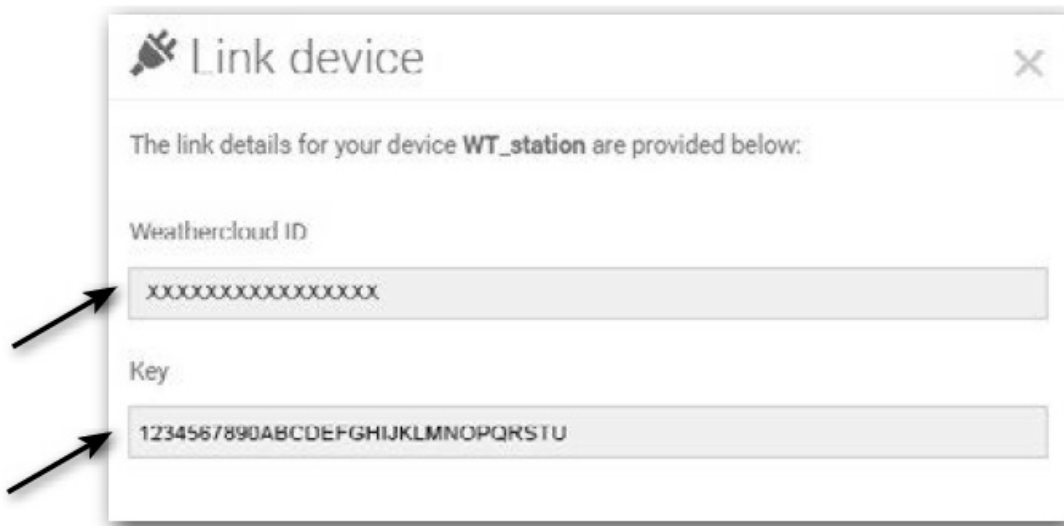 Link device
The link details for your device WT_station are provided below:
Weathercloud ID
XXXXXXXXXXXXXXXX
Key
1234567890ABCDEFGHIJKLMNOPQRSTU